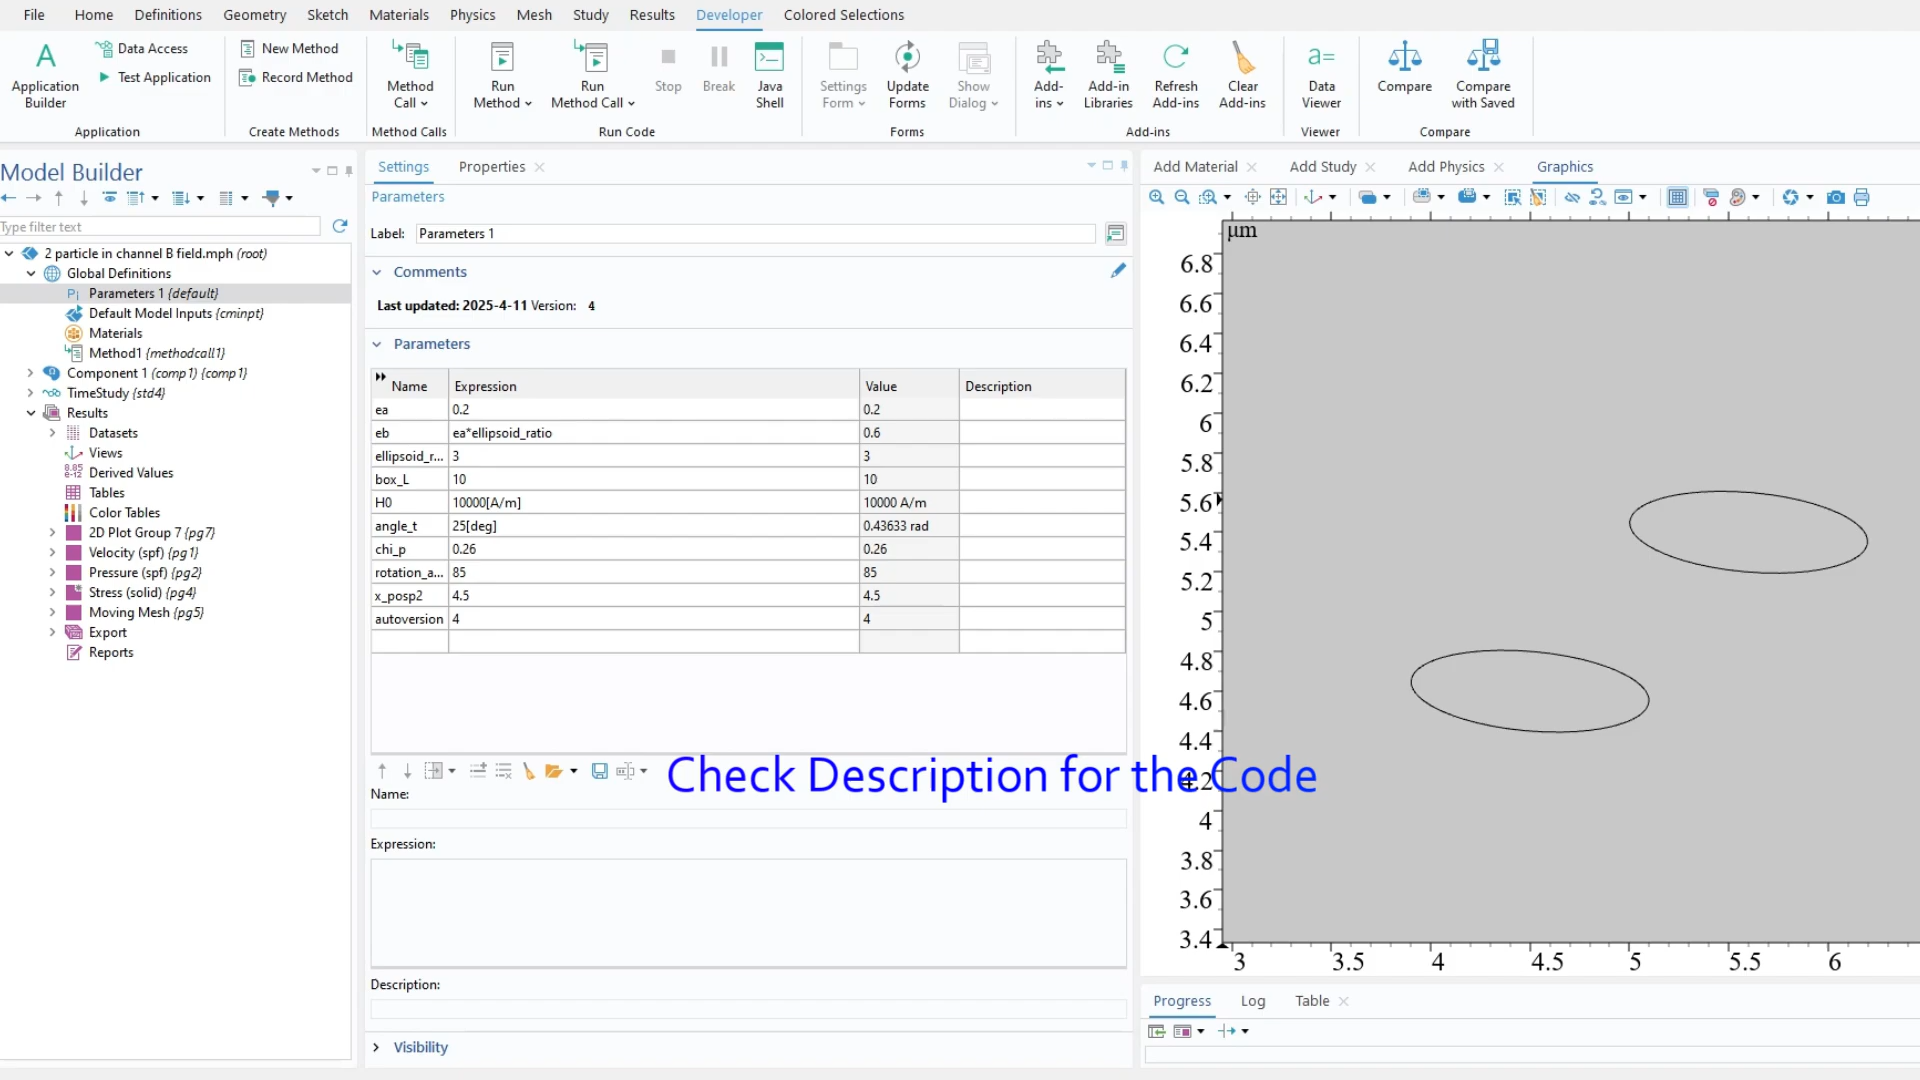 File Home Definitions Geometry Sketch Materials Physics Mesh Study Results Developer Colored Selections
Application Builder
Data Access
Test Application
Application
New Method
Record Method
Create Methods
Method Call
Method Calls
Run Method
Run Method Call
Stop
Break
Java Shell
Run Code
Settings Form
Update Forms
Show Dialog
Forms
Add-ins
Add-in Libraries
Refresh Add-ins
Clear Add-ins
Add-ins
Data Viewer
Viewer
Compare
Compare with Saved
Compare
Model Builder
Type filter text
2 particle in channel B field.mph (root)
Global Definitions
Pi Parameters 1 {default}
Default Model Inputs {cminpt}
Materials
Method1 {methodcall1}
Component 1 (comp1) {comp1}
TimeStudy {std4}
Results
Datasets
Views
8.85
e-12 Derived Values
Tables
Color Tables
2D Plot Group 7 {pg7}
Velocity (spf) {pg1}
Pressure (spf) {pg2}
Stress (solid) {pg4}
Moving Mesh {pg5}
Export
Reports
Settings Properties
Parameters
Label: Parameters 1
Comments
Last updated: 2025-4-11 Version: 4
Parameters
Name Expression Value Description
ea 0.2 0.2
eb ea*ellipsoid_ratio 0.6
ellipsoid_r... 3 3
box_L 10 10
H0 10000[A/m] 10000 A/m
angle_t 25[deg] 0.43633 rad
chi_p 0.26 0.26
rotation_a... 85 85
x_posp2 4.5 4.5
autoversion 4 4
Check Description for the Code
Name:
Expression:
Description:
Visibility
Add Material Add Study Add Physics Graphics
µm
6.8
6.6
6.4
6.2
6
5.8
5.6
5.4
5.2
5
4.8
4.6
4.4
4.2
4
3.8
3.6
3.4
3 3.5 4 4.5 5 5.5 6
Progress Log Table